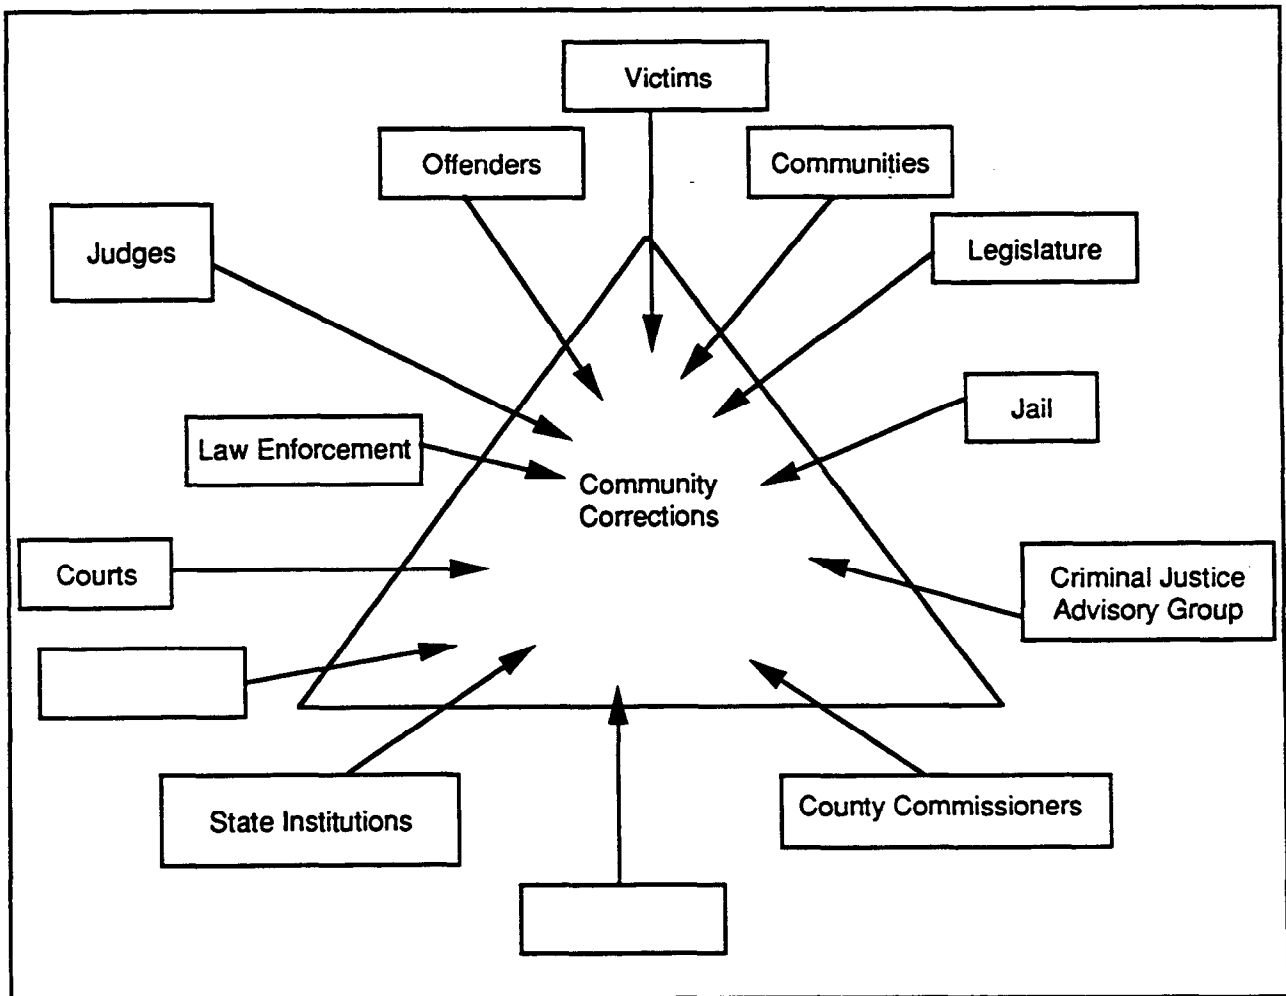 Victims
Offenders
Communities
Judges
Legislature
Jail
Law Enforcement
Community
Corrections
Courts
Criminal Justice
Advisory Group
State Institutions
County Commissioners